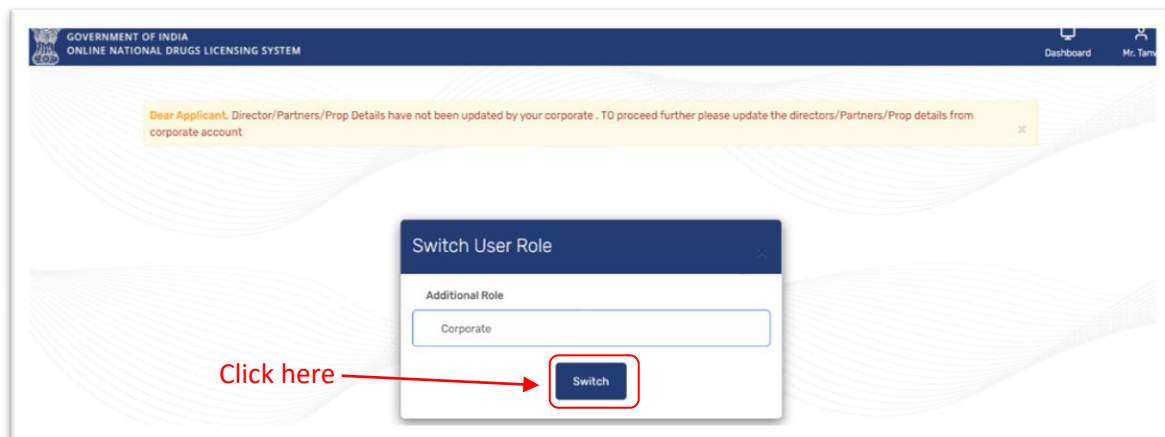 GOVERNMENT OF INDIA
ONLINE NATIONAL DRUGS LICENSING SYSTEM
Dashboard
Mr. Tanv
Dear Applicant, Director/Partners/Prop Details have not been updated by your corporate . TO proceed further please update the directors/Partners/Prop details from
corporate account
Switch User Role
Additional Role
Corporate
Click here
Switch